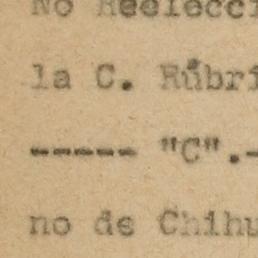 No Reelecci
la C. Rúbri
----- "C".-
no de Chihu